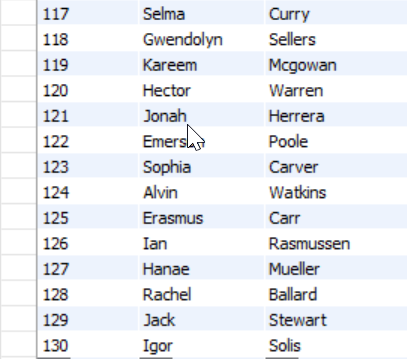 117 Selma Curry
118 Gwendolyn Sellers
119 Kareem Mcgowan
120 Hector Warren
121 Jonah Herrera
122 Poole
123 Sophia Carver
124 Alvin Watkins
125 Erasmus Carr
126 Ian Rasmussen
127 Hanae Mueller
128 Rachel Ballard
129 Jack Stewart
130 Igor Solis